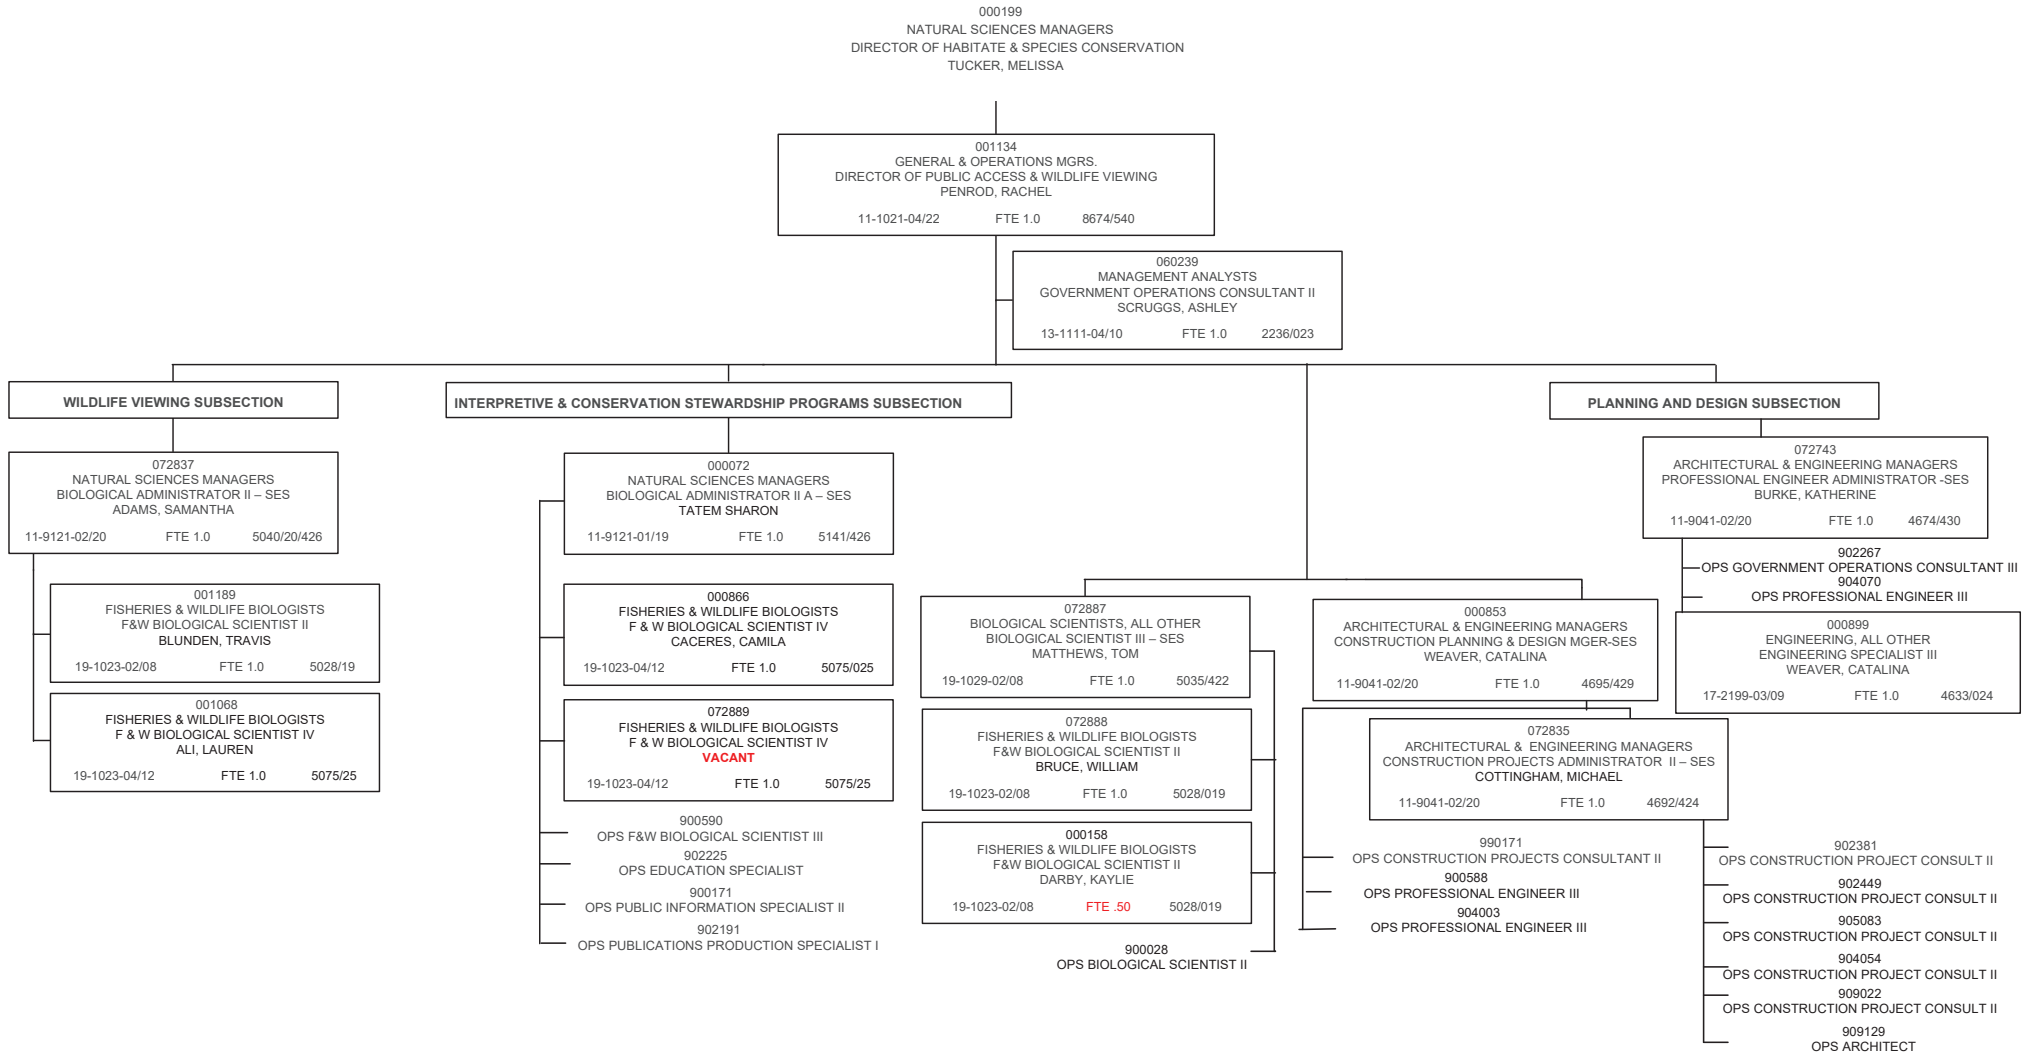 000199
NATURAL SCIENCES MANAGERS
DIRECTOR OF HABITATE & SPECIES CONSERVATION
TUCKER, MELISSA
001134
GENERAL & OPERATIONS MGRS.
DIRECTOR OF PUBLIC ACCESS & WILDLIFE VIEWING
PENROD, RACHEL
11-1021-04/22 FTE 1.0 8674/540
060239
MANAGEMENT ANALYSTS
GOVERNMENT OPERATIONS CONSULTANT II
SCRUGGS, ASHLEY
13-1111-04/10 FTE 1.0 2236/023
WILDLIFE VIEWING SUBSECTION
072837
NATURAL SCIENCES MANAGERS
BIOLOGICAL ADMINISTRATOR II – SES
ADAMS, SAMANTHA
11-9121-02/20 FTE 1.0 5040/20/426
001189
FISHERIES & WILDLIFE BIOLOGISTS
F&W BIOLOGICAL SCIENTIST II
BLUNDEN, TRAVIS
19-1023-02/08 FTE 1.0 5028/19
001068
FISHERIES & WILDLIFE BIOLOGISTS
F & W BIOLOGICAL SCIENTIST IV
ALI, LAUREN
19-1023-04/12 FTE 1.0 5075/25
INTERPRETIVE & CONSERVATION STEWARDSHIP PROGRAMS SUBSECTION
000072
NATURAL SCIENCES MANAGERS
BIOLOGICAL ADMINISTRATOR II A – SES
TATEM SHARON
11-9121-01/19 FTE 1.0 5141/426
000866
FISHERIES & WILDLIFE BIOLOGISTS
F & W BIOLOGICAL SCIENTIST IV
CACERES, CAMILA
19-1023-04/12 FTE 1.0 5075/025
072889
FISHERIES & WILDLIFE BIOLOGISTS
F & W BIOLOGICAL SCIENTIST IV
VACANT
19-1023-04/12 FTE 1.0 5075/25
900590
OPS F&W BIOLOGICAL SCIENTIST III
902225
OPS EDUCATION SPECIALIST
900171
OPS PUBLIC INFORMATION SPECIALIST II
902191
OPS PUBLICATIONS PRODUCTION SPECIALIST I
072887
BIOLOGICAL SCIENTISTS, ALL OTHER
BIOLOGICAL SCIENTIST III – SES
MATTHEWS, TOM
19-1029-02/08 FTE 1.0 5035/422
072888
FISHERIES & WILDLIFE BIOLOGISTS
F&W BIOLOGICAL SCIENTIST II
BRUCE, WILLIAM
19-1023-02/08 FTE 1.0 5028/019
000158
FISHERIES & WILDLIFE BIOLOGISTS
F&W BIOLOGICAL SCIENTIST II
DARBY, KAYLIE
19-1023-02/08 FTE .50 5028/019
900028
OPS BIOLOGICAL SCIENTIST II
000853
ARCHITECTURAL & ENGINEERING MANAGERS
CONSTRUCTION PLANNING & DESIGN MGER-SES
WEAVER, CATALINA
11-9041-02/20 FTE 1.0 4695/429
072835
ARCHITECTURAL & ENGINEERING MANAGERS
CONSTRUCTION PROJECTS ADMINISTRATOR II – SES
COTTINGHAM, MICHAEL
11-9041-02/20 FTE 1.0 4692/424
990171
OPS CONSTRUCTION PROJECTS CONSULTANT II
900588
OPS PROFESSIONAL ENGINEER III
904003
OPS PROFESSIONAL ENGINEER III
902381
OPS CONSTRUCTION PROJECT CONSULT II
902449
OPS CONSTRUCTION PROJECT CONSULT II
905083
OPS CONSTRUCTION PROJECT CONSULT II
904054
OPS CONSTRUCTION PROJECT CONSULT II
909022
OPS CONSTRUCTION PROJECT CONSULT II
909129
OPS ARCHITECT
PLANNING AND DESIGN SUBSECTION
072743
ARCHITECTURAL & ENGINEERING MANAGERS
PROFESSIONAL ENGINEER ADMINISTRATOR -SES
BURKE, KATHERINE
11-9041-02/20 FTE 1.0 4674/430
902267
OPS GOVERNMENT OPERATIONS CONSULTANT III
904070
OPS PROFESSIONAL ENGINEER III
000899
ENGINEERING, ALL OTHER
ENGINEERING SPECIALIST III
WEAVER, CATALINA
17-2199-03/09 FTE 1.0 4633/024